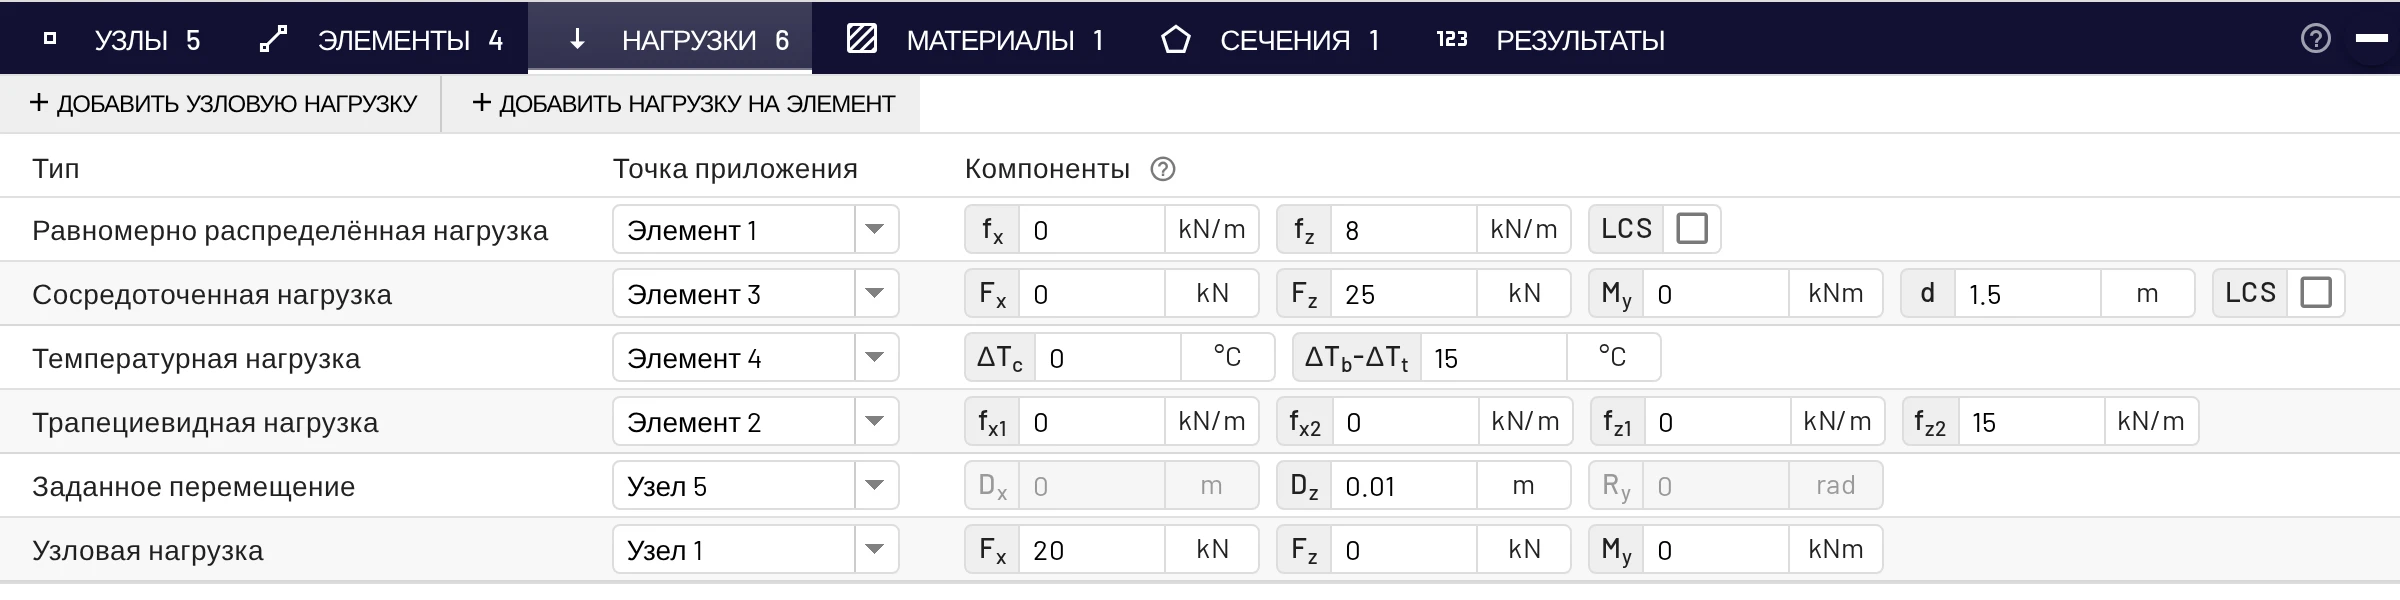 УЗЛЫ 5 ЭЛЕМЕНТЫ 4 НАГРУЗКИ 6 МАТЕРИАЛЫ 1 СЕЧЕНИЯ 1 123 РЕЗУЛЬТАТЫ ?
+ ДОБАВИТЬ УЗЛОВУЮ НАГРУЗКУ + ДОБАВИТЬ НАГРУЗКУ НА ЭЛЕМЕНТ
Тип Точка приложения Компоненты ?
Равномерно распределённая нагрузка Элемент 1 fx 0 kN/m fz 8 kN/m LCS
Сосредоточенная нагрузка Элемент 3 Fx 0 kN Fz 25 kN My 0 kNm d 1.5 m LCS
Температурная нагрузка Элемент 4 ΔTc 0 °C ΔTb-ΔTt 15 °C
Трапециевидная нагрузка Элемент 2 fx1 0 kN/m fx2 0 kN/m fz1 0 kN/m fz2 15 kN/m
Заданное перемещение Узел 5 Dx 0 m Dz 0.01 m Ry 0 rad
Узловая нагрузка Узел 1 Fx 20 kN Fz 0 kN My 0 kNm